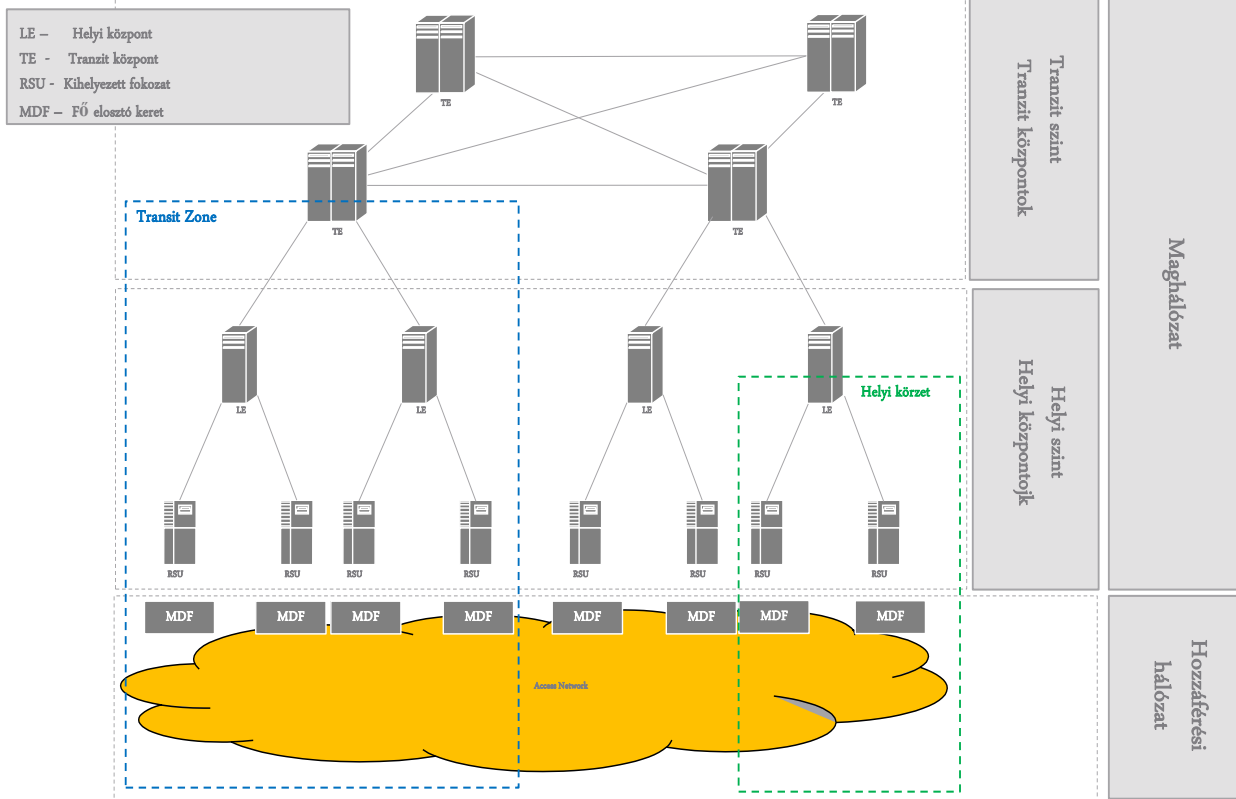 LE – Helyi központ
TE - Tranzit központ
RSU - Kihelyezett fokozat
MDF – Fő elosztó keret
TE
TE
TE
TE
Transit Zone
LE
LE
LE
LE
Helyi körzet
RSU
RSU
RSU
RSU
RSU
RSU
RSU
RSU
MDF
MDF
MDF
MDF
MDF
MDF
MDF
MDF
Access Network
Tranzit szint
Tranzit központok
Helyi szint
Helyi központojk
Maghálózat
Hozzáférési
hálózat